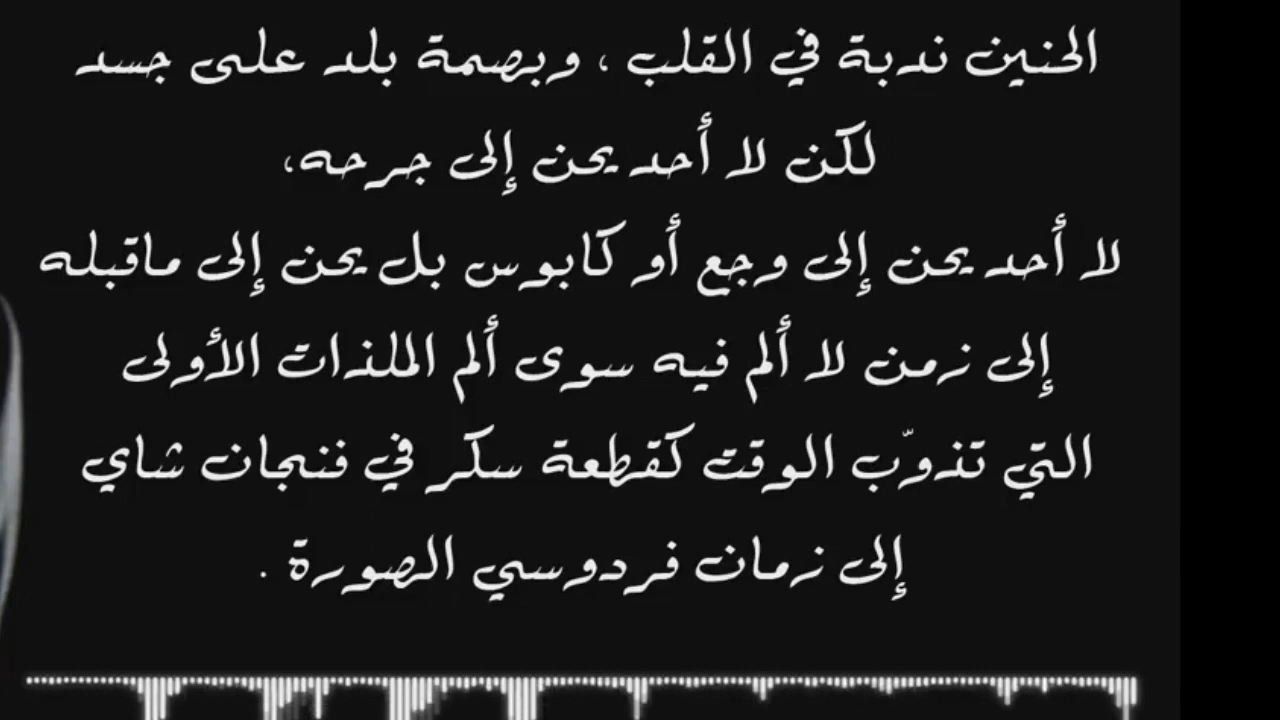 الحنين ندبة في القلب ، وبصمة بلد على جسد
لكن لا أحد يحن إلى جرحه،
لا أحد يحن إلى وجع أو كابوس بل يحن إلى ماقبله
إلى زمن لا ألم فيه سوى ألم الملذات الأولى
التي تذوّب الوقت كقطعة سكر في فنجان شاي
إلى زمان فردوسي الصورة .